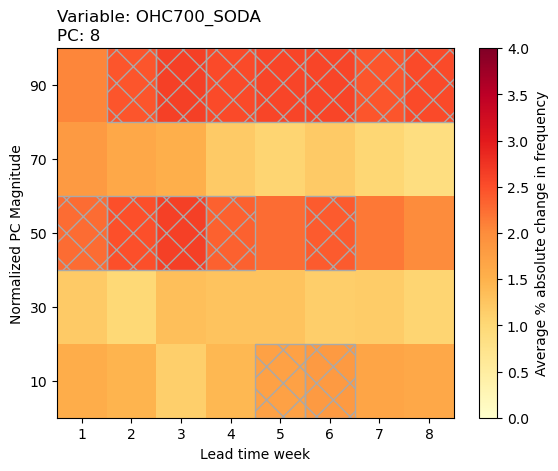 Variable: OHC700_SODA
PC: 8
90
70
50
30
10
Normalized PC Magnitude
1 2 3 4 5 6 7 8
Lead time week
4.0
3.5
3.0
2.5
2.0
1.5
1.0
0.5
0.0
Average % absolute change in frequency